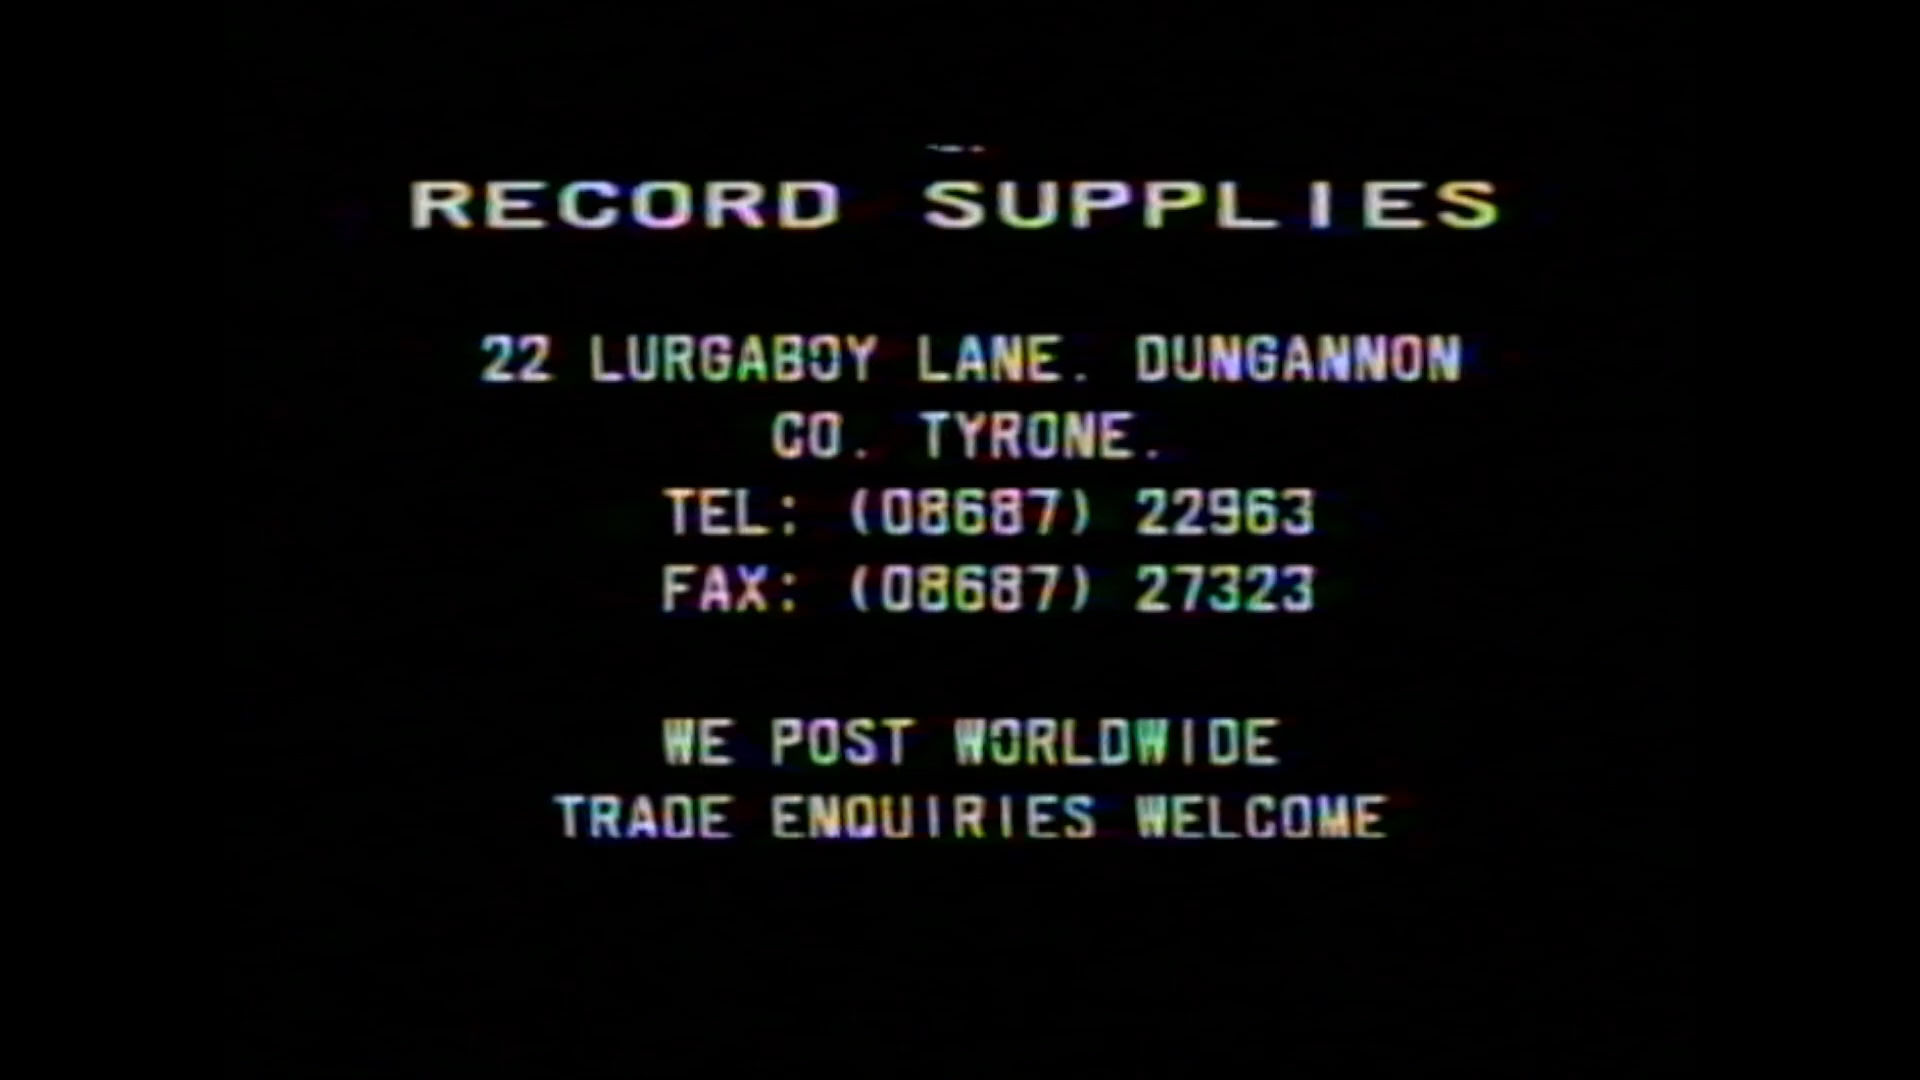 RECORD SUPPLIES
22 LURGABOY LANE. DUNGANNON
CO. TYRONE.
TEL: (08687) 22963
FAX: (08687) 27323
WE POST WORLDWIDE
TRADE ENQUIRIES WELCOME